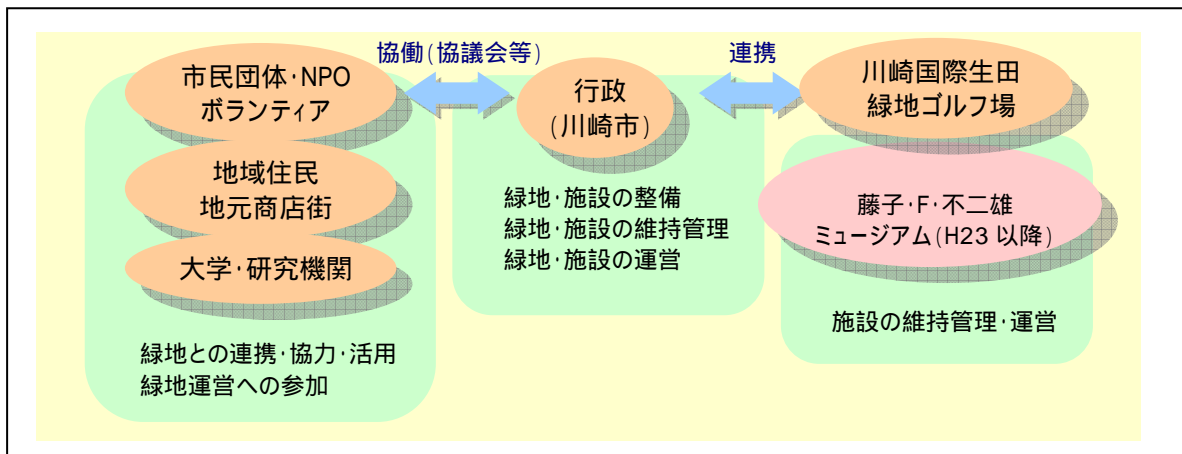 協働(協議会等)
連携
市民団体･NPO
ボランティア
地域住民
地元商店街
大学･研究機関
緑地との連携･協力･活用
緑地運営への参加
行政
(川崎市)
緑地･施設の整備
緑地･施設の維持管理
緑地･施設の運営
川崎国際生田
緑地ゴルフ場
藤子･F･不二雄
ミュージアム(H23 以降)
施設の維持管理･運営